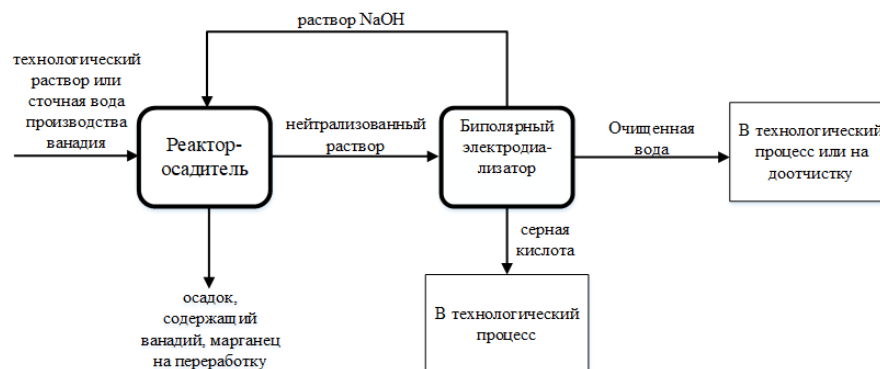 раствор NaOH
технологический
раствор или
сточная вода
производства
ванадия
Реактор-
осадитель
нейтрализованный
раствор
Биполярный
электродиа-
лизатор
Очищенная
вода
В технологический
процесс или на
доотчистку
серная
кислота
осадок,
содержащий
ванадий, марганец
на переработку
В технологический
процесс